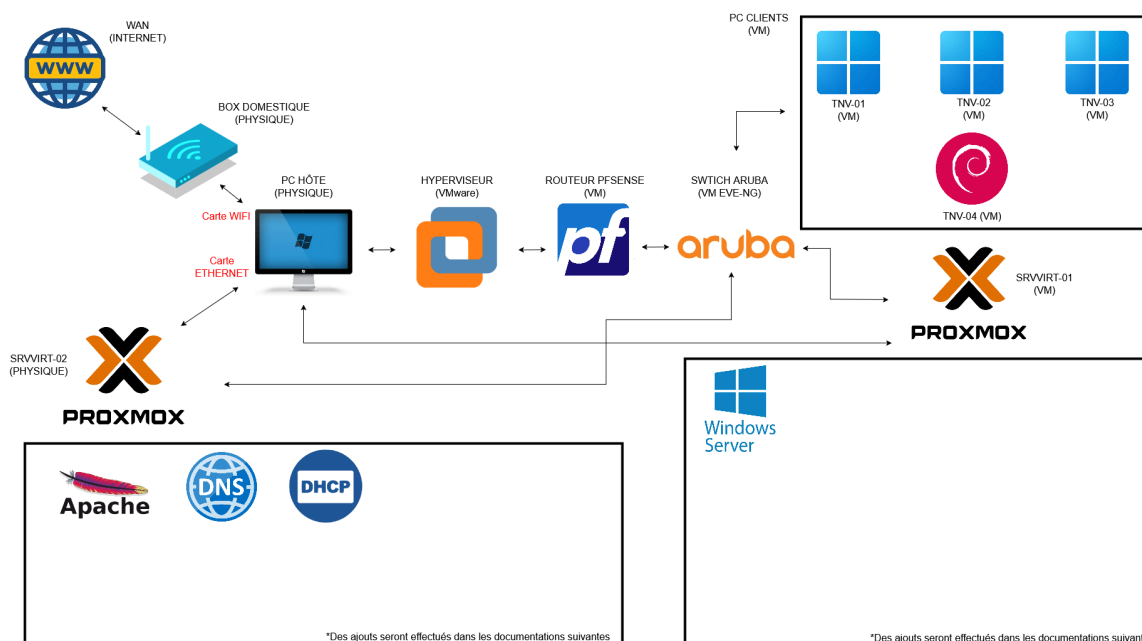 WAN
(INTERNET)
WWW
BOX DOMESTIQUE
(PHYSIQUE)
Carte WIFI
Carte
ETHERNET
PC HÔTE
(PHYSIQUE)
HYPERVISEUR
(VMware)
ROUTEUR PFSENSE
(VM)
pf
SWTICH ARUBA
(VM EVE-NG)
aruba
PC CLIENTS
(VM)
TNV-01
(VM)
TNV-02
(VM)
TNV-03
(VM)
TNV-04 (VM)
SRVVIRT-01
(VM)
PROXMOX
SRVVIRT-02
(PHYSIQUE)
PROXMOX
Apache
DNS
DHCP
*Des ajouts seront effectués dans les documentations suivantes
Windows
Server
*Des ajouts seront effectués dans les documentations suivant